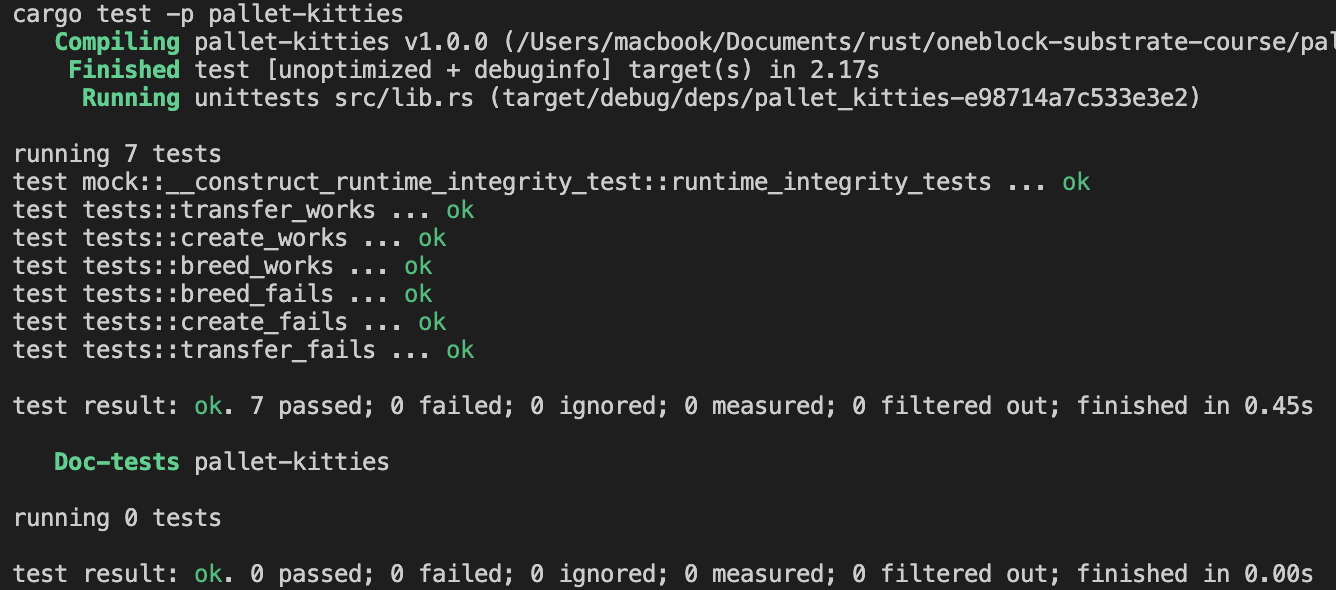 cargo test -p pallet-kitties
Compiling pallet-kitties v1.0.0 (/Users/macbook/Documents/rust/oneblock-substrate-course/pal
Finished test [unoptimized + debuginfo] target(s) in 2.17s
Running unittests src/lib.rs (target/debug/deps/pallet_kitties-e98714a7c533e3e2)
running 7 tests
test mock::__construct_runtime_integrity_test::runtime_integrity_tests ... ok
test tests::transfer_works ... ok
test tests::create_works ... ok
test tests::breed_works ... ok
test tests::breed_fails ... ok
test tests::create_fails ... ok
test tests::transfer_fails ... ok
test result: ok. 7 passed; 0 failed; 0 ignored; 0 measured; 0 filtered out; finished in 0.45s
Doc-tests pallet-kitties
running 0 tests
test result: ok. 0 passed; 0 failed; 0 ignored; 0 measured; 0 filtered out; finished in 0.00s